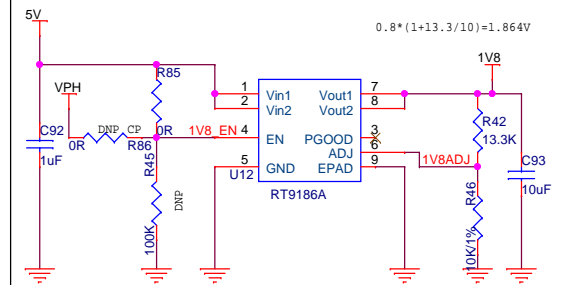 5V
0.8*(1+13.3/10)=1.864V
1V8
VPH
R85
0R
1 Vin1 Vout1 7
2 Vin2 Vout2 8
C92
1uF
DNP CP
0R R86
1V8_EN 4 EN PGOOD 3
ADJ 6
5 GND EPAD 9
U12
RT9186A
R42
13.3K
1V8ADJ
R45
DNP
100K
R46
10K/1%
C93
10uF